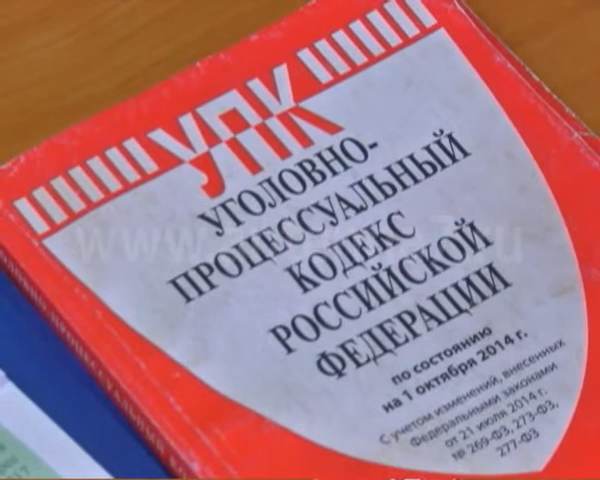 УПК
УГОЛОВНО-
ПРОЦЕССУАЛЬНЫЙ
КОДЕКС
РОССИЙСКОЙ
ФЕДЕРАЦИИ
по состоянию
на 1 октября 2014 г.
С учетом изменений, внесенных
Федеральными законами
от 21 июля 2014 г.
№ 269-ФЗ, 273-ФЗ,
277-ФЗ